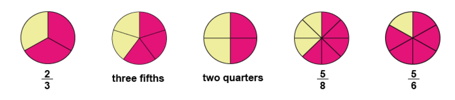 2/3
three fifths
two quarters
5/8
5/6